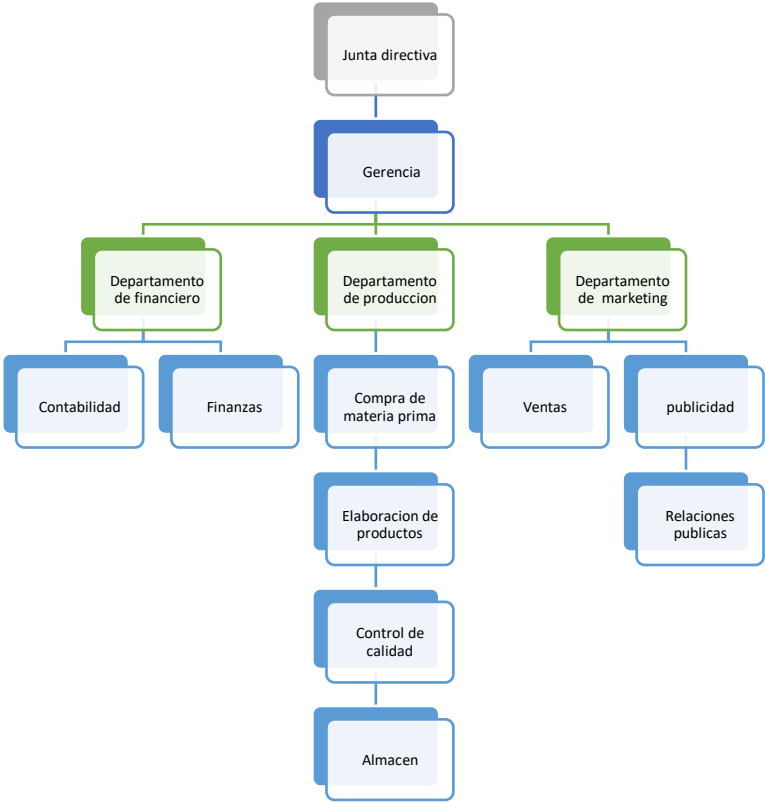 Junta directiva
Gerencia
Departamento
de financiero
Departamento
de produccion
Departamento
de  marketing
Contabilidad
Finanzas
Compra de
materia prima
Ventas
publicidad
Elaboracion de
productos
Relaciones
publicas
Control de
calidad
Almacen